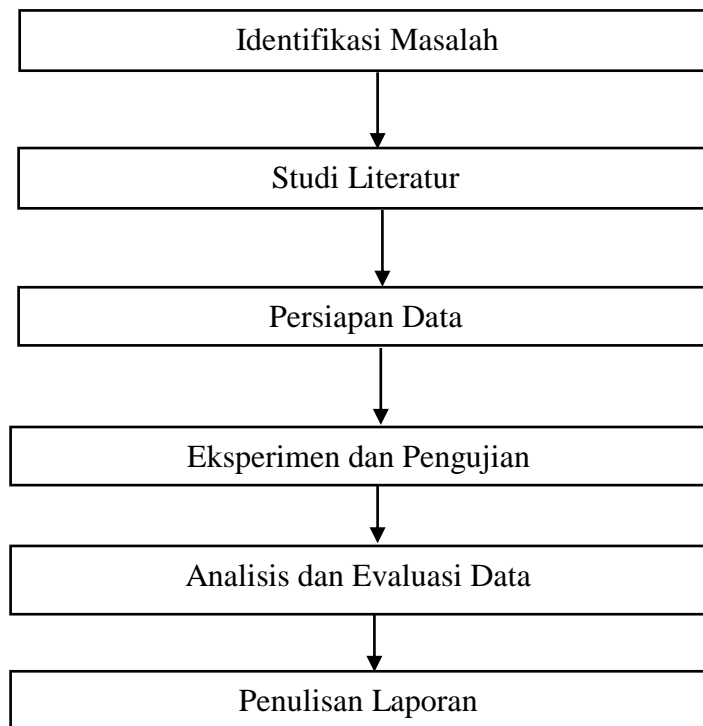 Identifikasi Masalah
Studi Literatur
Persiapan Data
Eksperimen dan Pengujian
Analisis dan Evaluasi Data
Penulisan Laporan